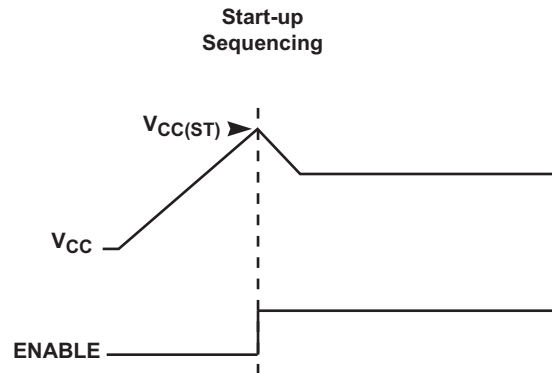 Start-up
Sequencing
VCC(ST)
VCC
ENABLE